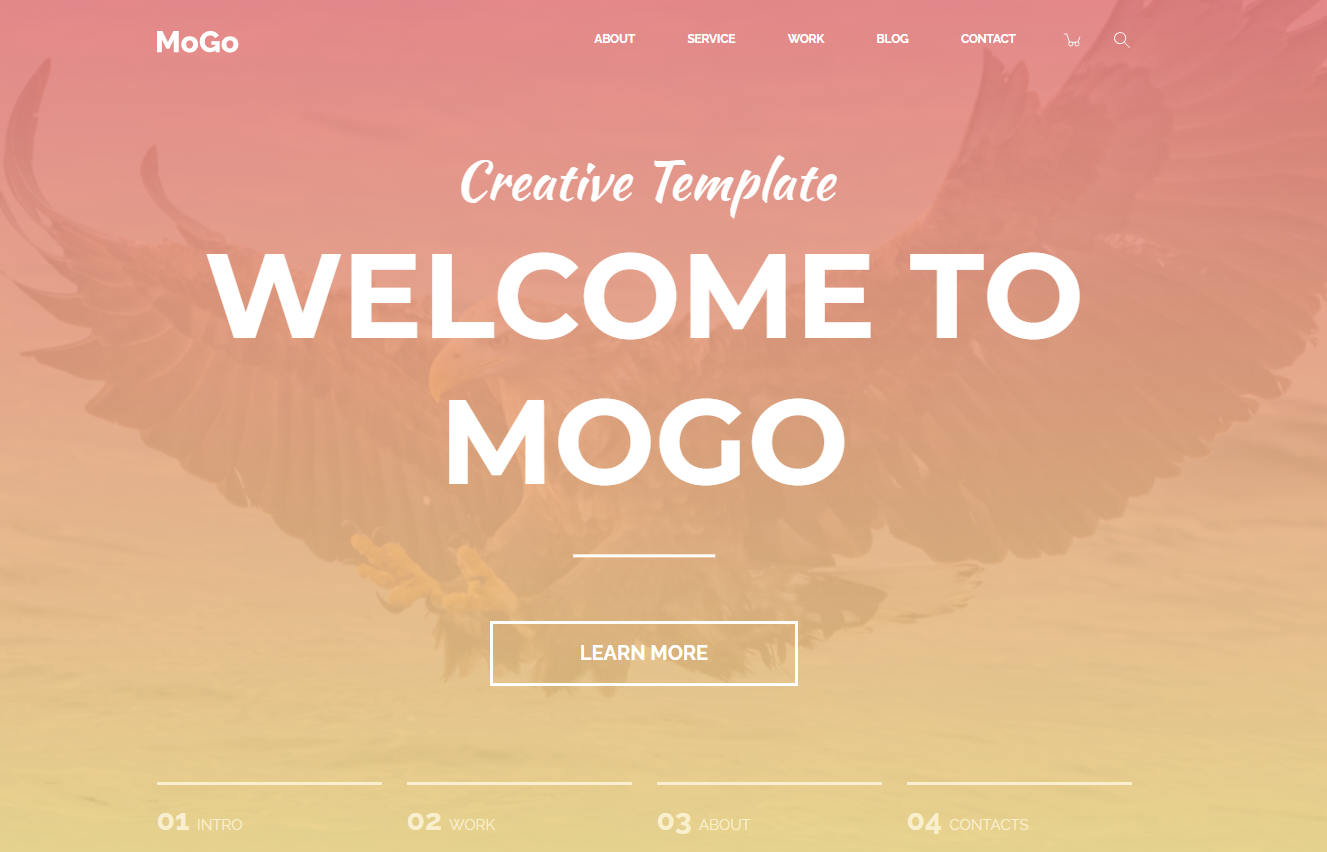 MoGo
ABOUT SERVICE WORK BLOG CONTACT
Creative Template
WELCOME TO
MOGO
LEARN MORE
01 INTRO 02 WORK 03 ABOUT 04 CONTACTS